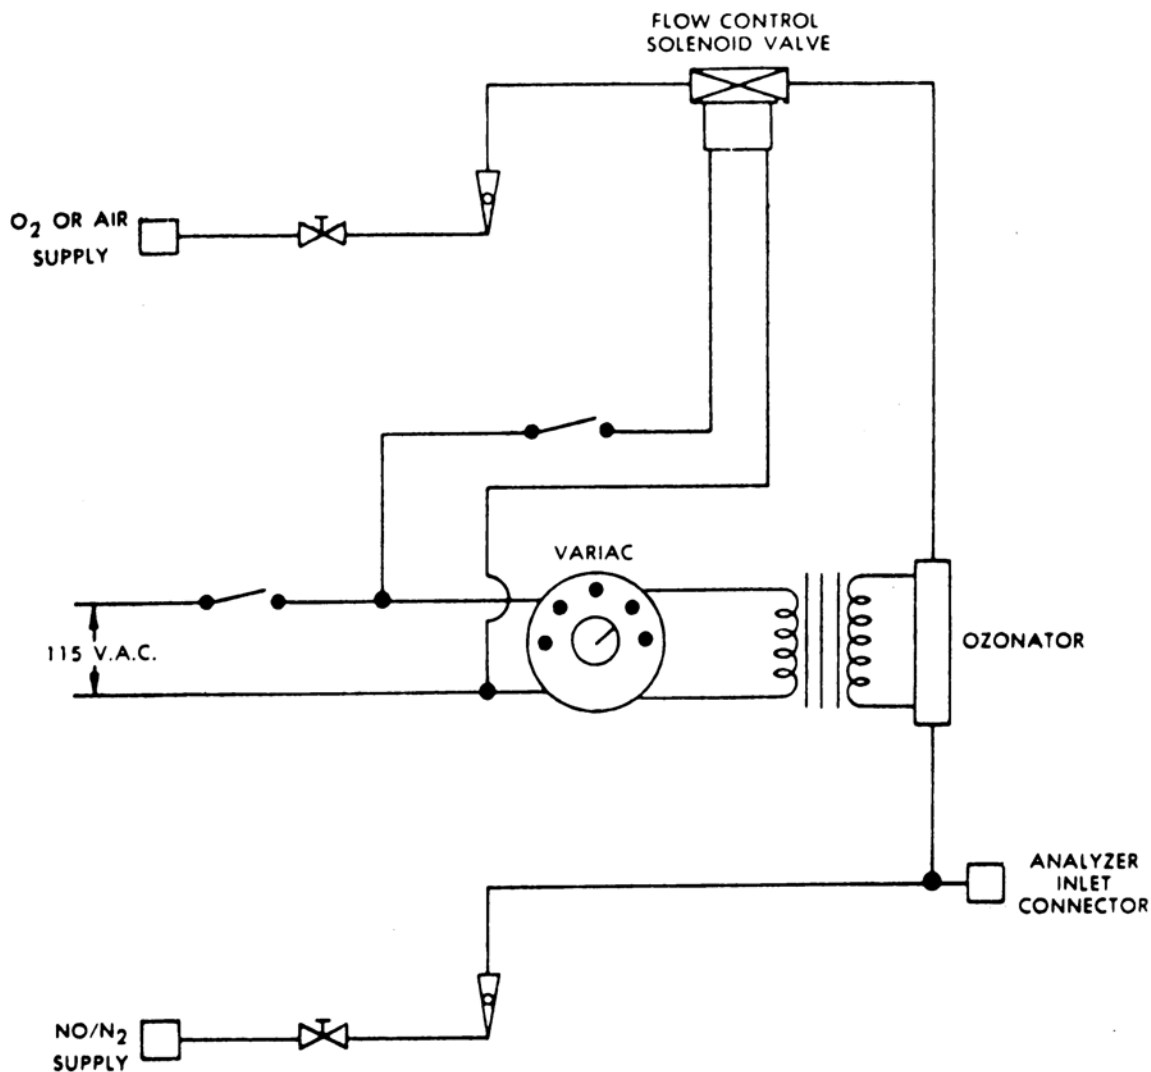 FLOW CONTROL
SOLENOID VALVE
O2 OR AIR
SUPPLY
VARIAC
115 V.A.C.
OZONATOR
ANALYZER
INLET
CONNECTOR
NO/N2
SUPPLY